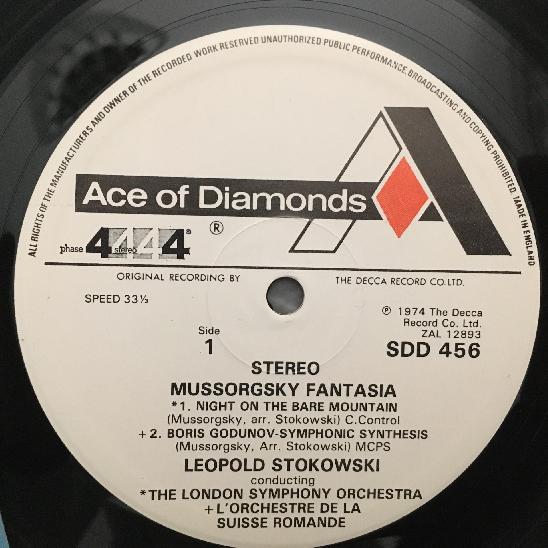 ALL RIGHTS OF THE MANUFACTURERS AND OWNER OF THE RECORDED WORK RESERVED UNAUTHORIZED PUBLIC PERFORMANCE, BROADCASTING AND COPYING PROHIBITED. MADE IN ENGLAND
Ace of Diamonds
®
phase 4444®
stereo
ORIGINAL RECORDING BY THE DECCA RECORD CO. LTD.
SPEED 33⅓
℗ 1974 The Decca
Record Co. Ltd.
ZAL 12893
Side
1
SDD 456
STEREO
MUSSORGSKY FANTASIA
*1. NIGHT ON THE BARE MOUNTAIN
(Mussorgsky, arr. Stokowski) C.Control
+2. BORIS GODUNOV-SYMPHONIC SYNTHESIS
(Mussorgsky, Arr. Stokowski) MCPS
LEOPOLD STOKOWSKI
conducting
*THE LONDON SYMPHONY ORCHESTRA
+L'ORCHESTRE DE LA
SUISSE ROMANDE